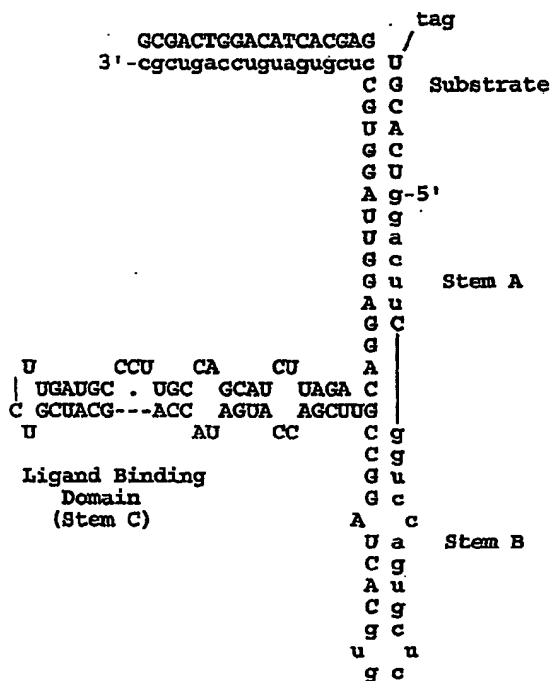 tag
GCGACTGGACATCACGAG
3'-cgcugaccuguagugcuc U
C G Substrate
G C
U A
G C
G U
A g-5'
U g
U a
G c
G u Stem A
A u
G C
G
U CCU CA CU A
UGAUGC . UGC GCAU UAGA C
C GCUACG---ACC AGUA AGCUUG
U AU CC C g
C g
Ligand Binding G u
Domain G c
(Stem C) A c
U a Stem B
C g
A u
C g
g c
u u
g c